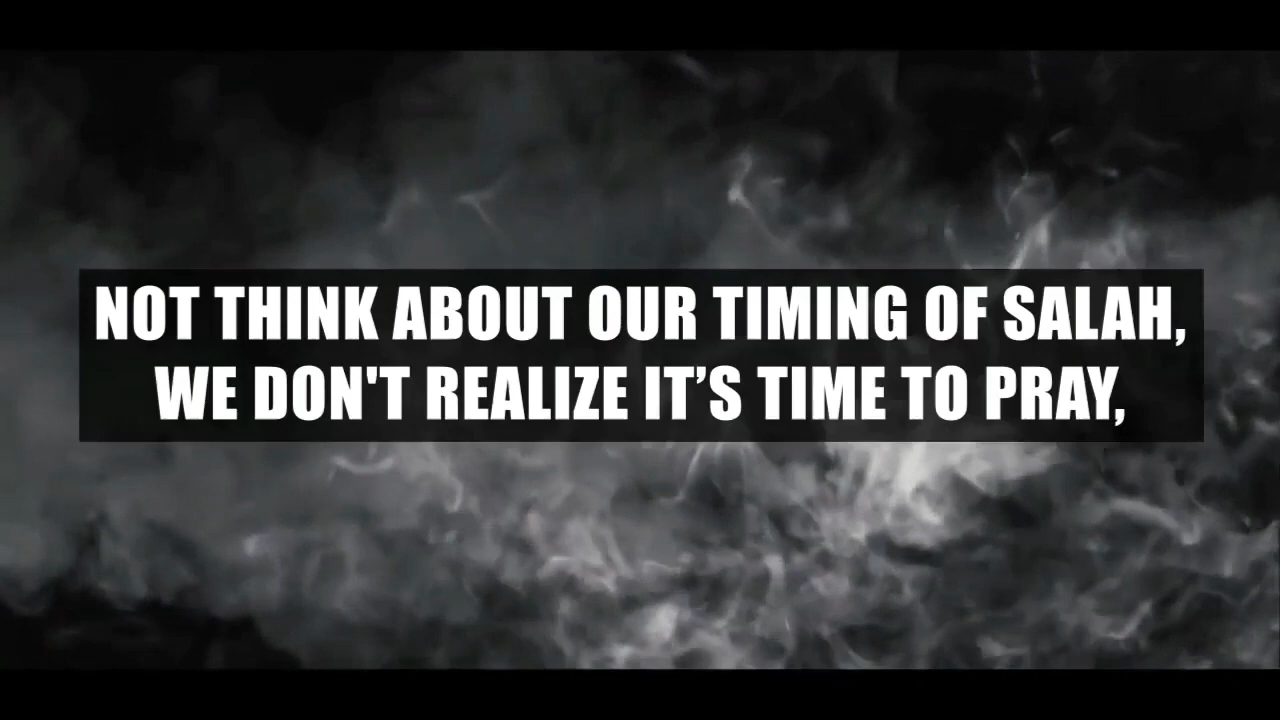 NOT THINK ABOUT OUR TIMING OF SALAH,
WE DON'T REALIZE IT’S TIME TO PRAY,